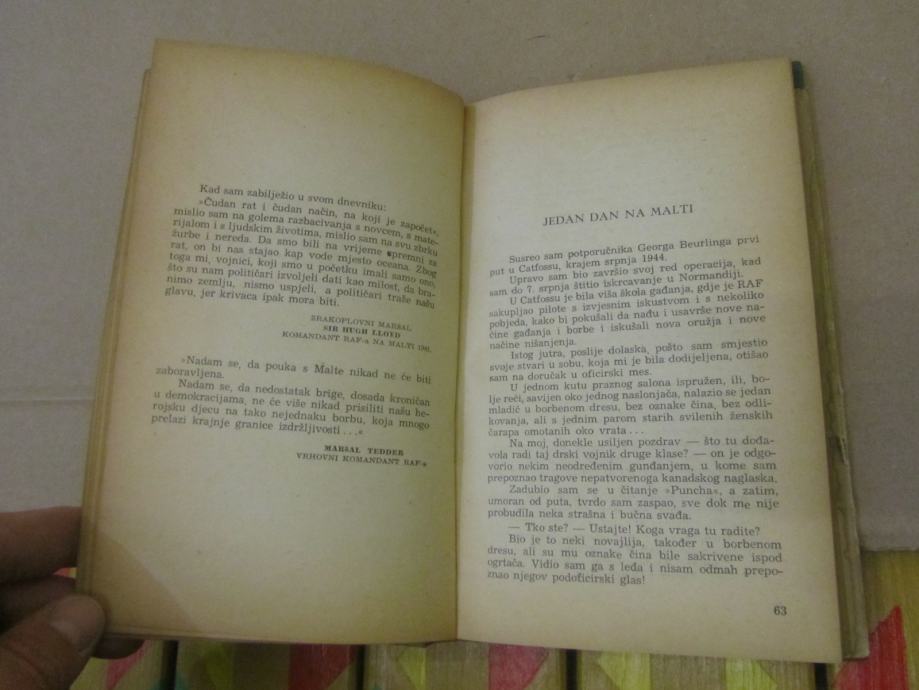 Kad sam zabilježio u svom dnevniku:
»Čudan rat i čudan način, na koji je započet«,
mislio sam na golema razbacivanja s novcem, s mate-
rijalom i s ljudskim životima, mislio sam na svu zbrku
žurbe i nereda. Da smo bili na vrijeme spremni za
rat, on bi nas stajao kap vode mjesto oceana. Zbog
toga mi, vojnici, koji smo u početku imali samo ono,
što su nam političari izvoljeli dati kao milost, da bra-
nimo zemlju, nismo uspjeli, a političari traže našu
glavu, jer krivaca ipak mora biti.
ZRAKOPLOVNI MARŠAL
SIR HUGH LLOYD
KOMANDANT RAF-a NA MALTI 1941.
»Nadam se, da pouka s Malte nikad ne će biti
zaboravljena.
Nadam se, da nedostatak brige, dosada kroničan
u demokracijama, ne će više nikad prisiliti našu he-
rojsku djecu na tako nejednaku borbu, koja mnogo
prelazi krajnje granice izdržljivosti . . .«
MARŠAL TEDDER
VRHOVNI KOMANDANT RAF-a
JEDAN DAN NA MALTI
Susreo sam potporučnika Georga Beurlinga prvi
put u Catfossu, krajem srpnja 1944.
Upravo sam bio završio svoj red operacija, kad
sam do 7. srpnja štitio iskrcavanje u Normandiji.
U Catfossu je bila viša škola gađanja, gdje je RAF
sakupljao pilote s izvjesnim iskustvom i s nekoliko
pobjeda, kako bi pokušali da nađu i usavrše nove na-
čine gađanja i borbe i iskušali nova oružja i nove
načine nišanjenja.
Istog jutra, poslije dolaska, pošto sam smjestio
svoje stvari u sobu, koja mi je bila dodijeljena, otišao
sam na doručak u oficirski mes.
U jednom kutu praznog salona ispružen, ili, bo-
lje reći, savijen oko jednog naslonjača, nalazio se jedan
mladić u borbenom dresu, bez oznake čina, bez odli-
kovanja, ali s jednim parom starih svilenih ženskih
čarapa omotanih oko vrata . . .
Na moj, donekle usiljen pozdrav — što tu dođa-
vola radi taj drski vojnik druge klase? — on je odgo-
vorio nekim neodređenim gunđanjem, u kome sam
prepoznao tragove nepatvorenoga kanadskog naglaska.
Zadubio sam se u čitanje »Puncha«, a zatim,
umoran od puta, tvrdo sam zaspao, sve dok me nije
probudila neka strašna i bučna svađa.
— Tko ste? — Ustajte! Koga vraga tu radite?
Bio je to neki novajlija, također u borbenom
dresu, ali su mu oznake čina bile sakrivene ispod
ogrtača. Vidio sam ga s leđa i nisam odmah prepo-
znao njegov podoficirski glas!
63